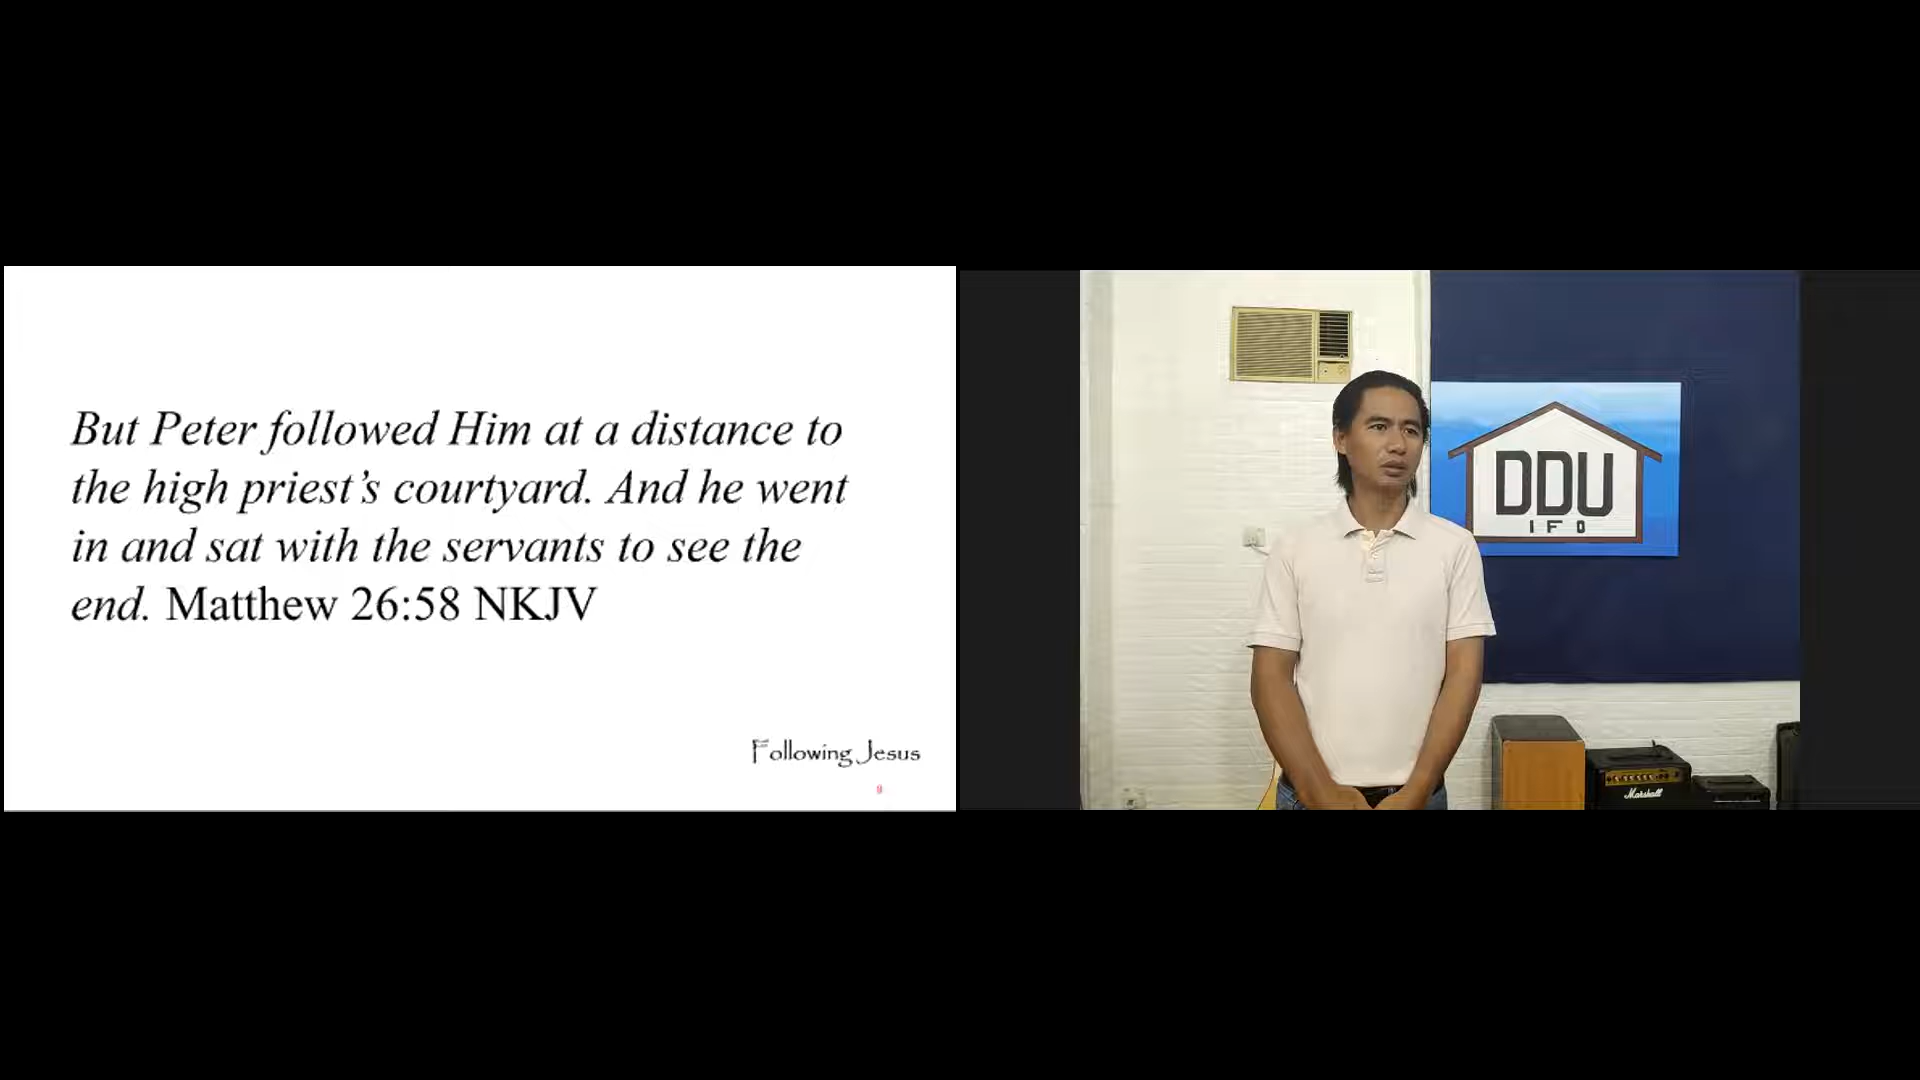 But Peter followed Him at a distance to
the high priest’s courtyard. And he went
in and sat with the servants to see the
end. Matthew 26:58 NKJV
Following Jesus
DDU
IFO
Marshall